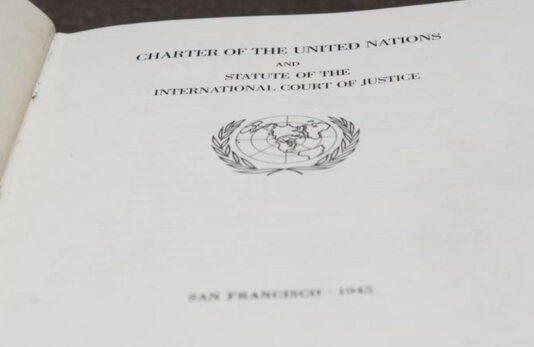 CHARTER OF THE UNITED NATIONS
AND
STATUTE OF THE
INTERNATIONAL COURT OF JUSTICE
SAN FRANCISCO · 1945